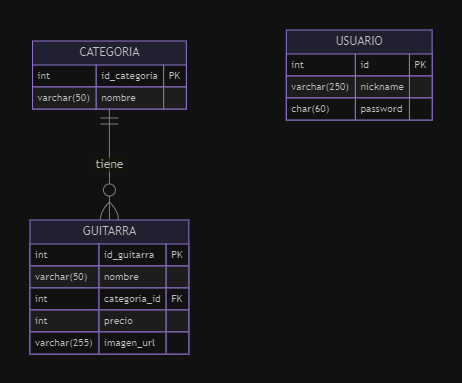 CATEGORIA
int id_categoria PK
varchar(50) nombre
tiene
GUITARRA
int id_guitarra PK
varchar(50) nombre
int categoria_id FK
int precio
varchar(255) imagen_url
USUARIO
int id PK
varchar(250) nickname
char(60) password